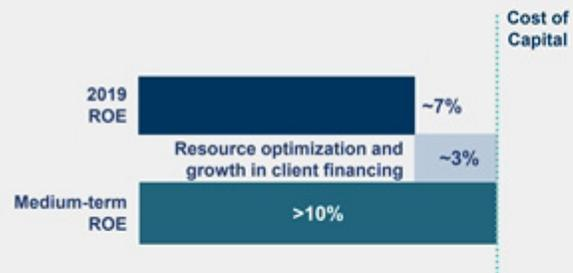 Cost of
Capital
2019
ROE
~7%
Resource optimization and
growth in client financing
~3%
Medium-term
ROE
>10%